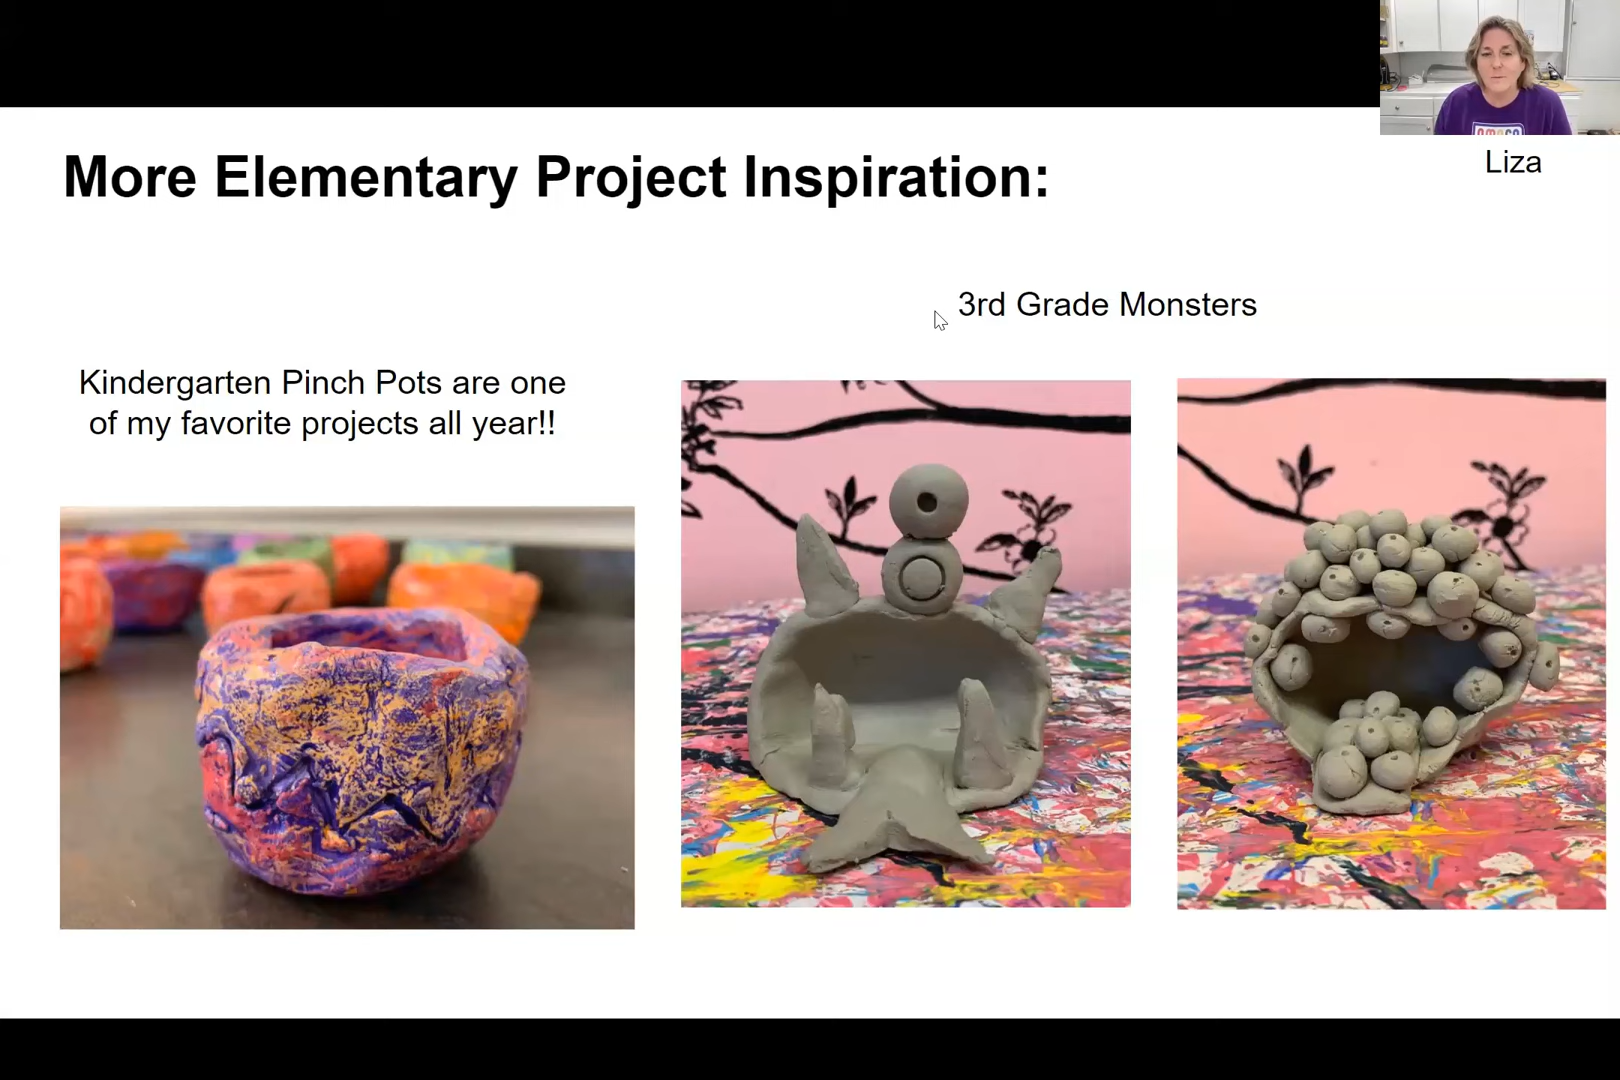 More Elementary Project Inspiration:
Liza
3rd Grade Monsters
Kindergarten Pinch Pots are one
of my favorite projects all year!!